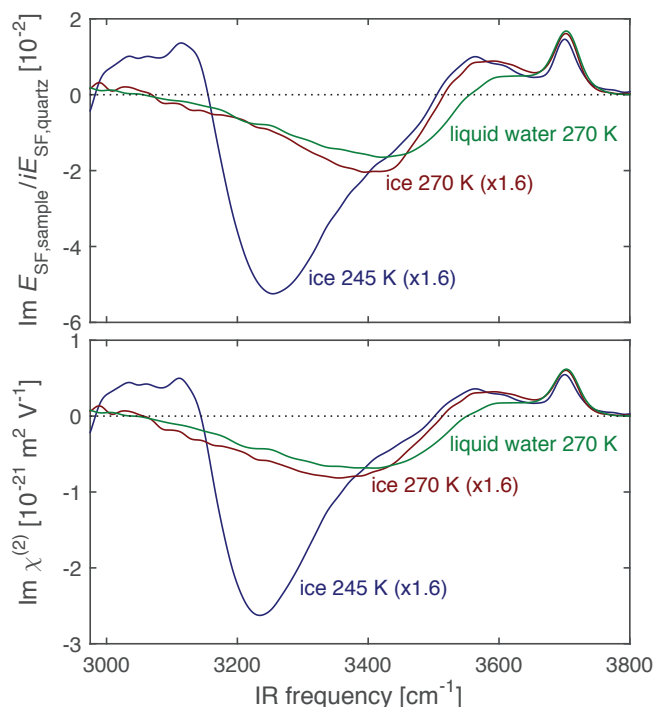 Im E_SF,sample/iE_SF,quartz [10^-2]
2
0
-2
-4
-6
liquid water 270 K
ice 270 K (x1.6)
ice 245 K (x1.6)
Im χ^(2) [10^-21 m^2 V^-1]
1
0
-1
-2
-3
liquid water 270 K
ice 270 K (x1.6)
ice 245 K (x1.6)
3000 3200 3400 3600 3800
IR frequency [cm^-1]